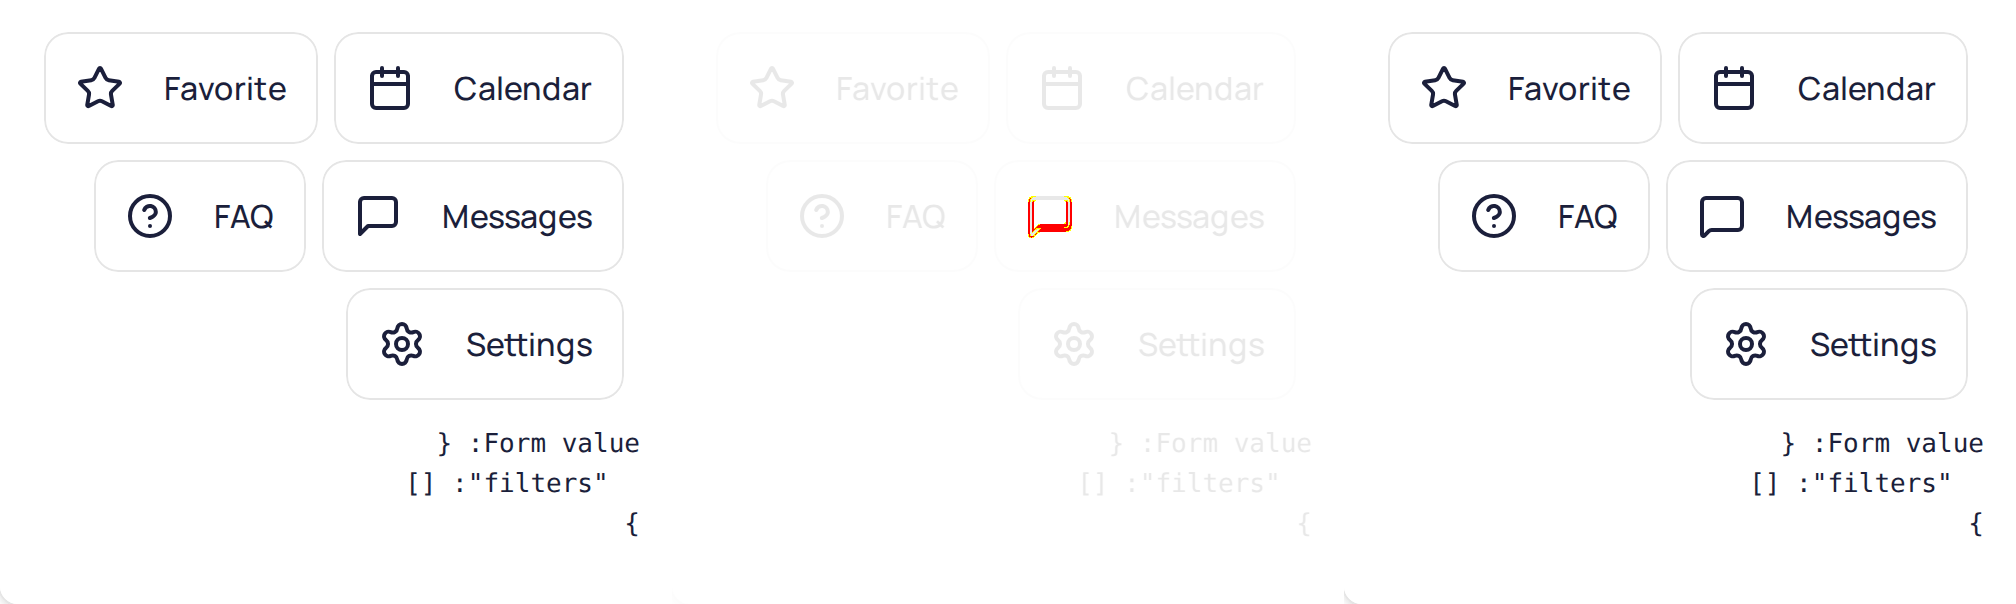 Favorite Calendar
FAQ Messages
Settings
} :Form value
[] :"filters"
{
Favorite Calendar
FAQ Messages
Settings
} :Form value
[] :"filters"
{
Favorite Calendar
FAQ Messages
Settings
} :Form value
[] :"filters"
{